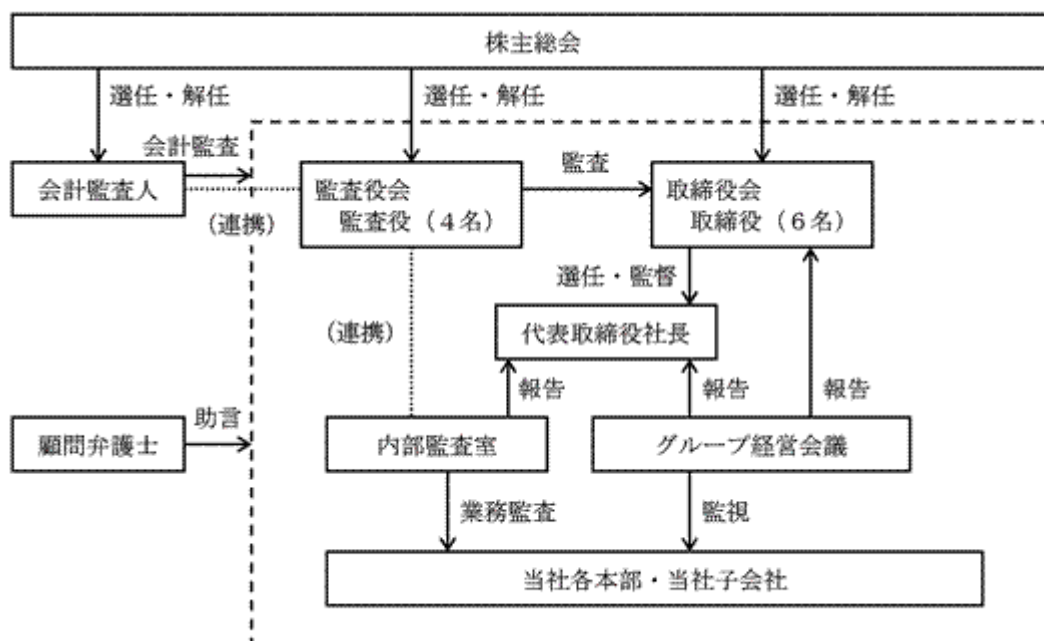 株主総会
選任・解任
選任・解任
選任・解任
会計監査
会計監査人
(連携)
監査役会
監査役(4名)
監査
取締役会
取締役(6名)
選任・監督
(連携)
代表取締役社長
報告
報告
報告
助言
顧問弁護士
内部監査室
グループ経営会議
業務監査
監視
当社各本部・当社子会社